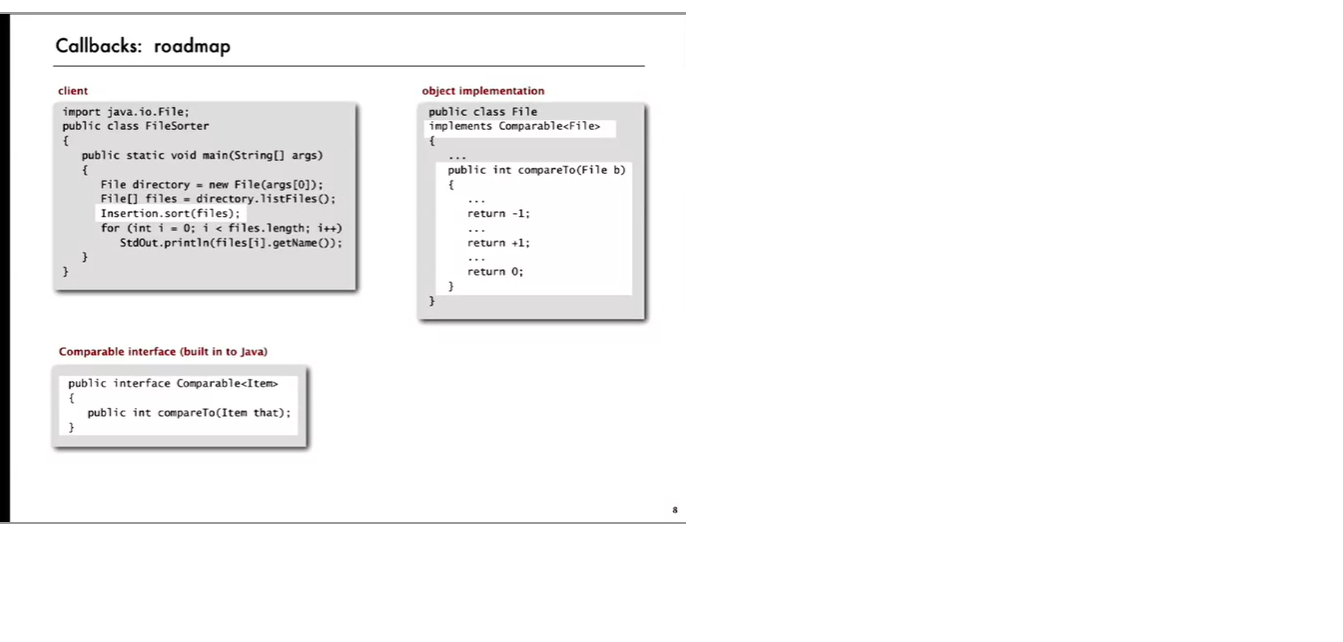 Callbacks: roadmap
client
import java.io.File;
public class FileSorter
{
public static void main(String[] args)
{
File directory = new File(args[0]);
File[] files = directory.listFiles();
Insertion.sort(files);
for (int i = 0; i < files.length; i++)
StdOut.println(files[i].getName());
}
}
object implementation
public class File
implements Comparable<File>
{
...
public int compareTo(File b)
{
...
return -1;
...
return +1;
...
return 0;
}
}
Comparable interface (built in to Java)
public interface Comparable<Item>
{
public int compareTo(Item that);
}
8